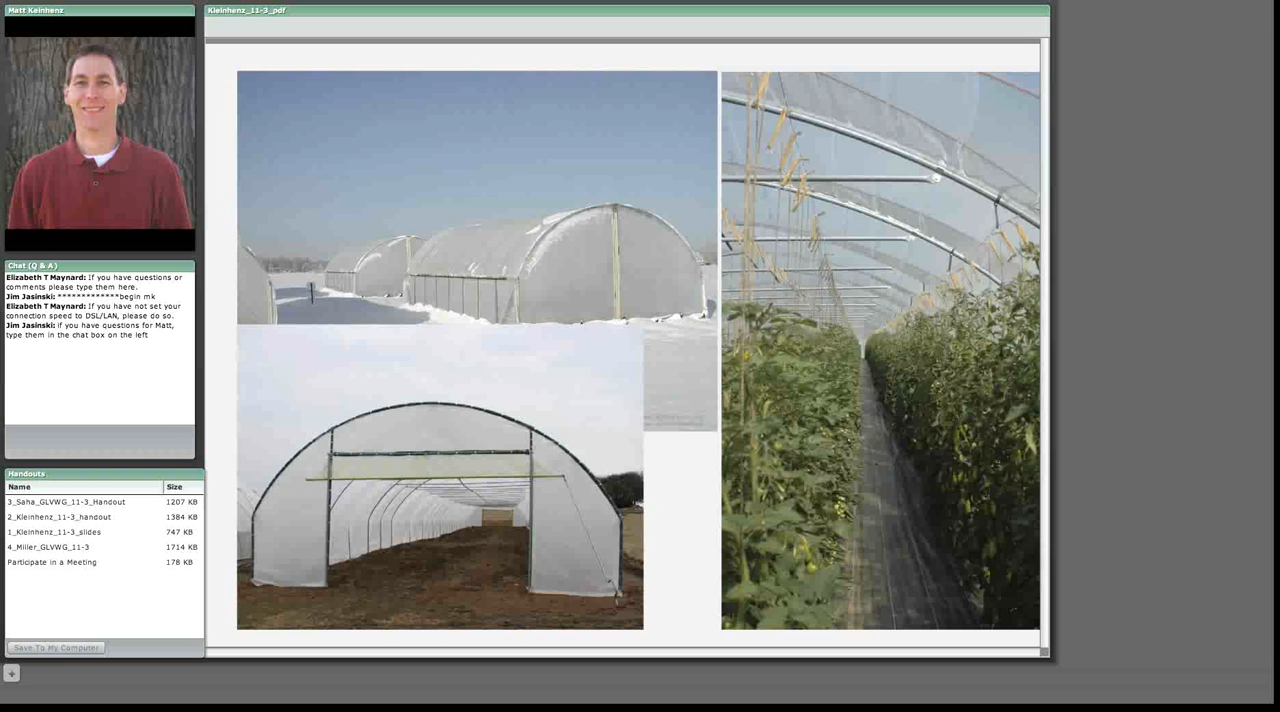 Matt Keinhenz
Kleinhenz_11-3_pdf
Chat (Q & A)
Elizabeth T Maynard: If you have questions or
comments please type them here.
Jim Jasinski: *************begin mk
Elizabeth T Maynard: If you have not set your
connection speed to DSL/LAN, please do so.
Jim Jasinski: if you have questions for Matt,
type them in the chat box on the left
Handouts
Name Size
3_Saha_GLVWG_11-3_Handout 1207 KB
2_Kleinhenz_11-3_handout 1384 KB
1_Kleinhenz_11-3_slides 747 KB
4_Miller_GLVWG_11-3 1714 KB
Participate in a Meeting 178 KB
Save To My Computer